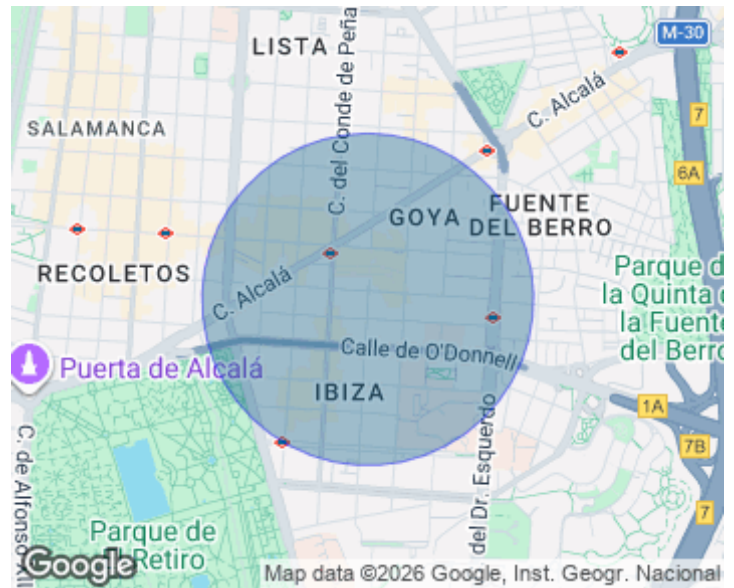 LISTA
M-30
C. del Conde de Peña
C. Alcalá
7
SALAMANCA
6A
GOYA
FUENTE
DEL BERRO
RECOLETOS
Parque d
la Quinta d
la Fuente
del Berro
C. Alcalá
Puerta de Alcalá
Calle de O'Donnell
IBIZA
1A
7B
C. de Alfonso XII
del Dr. Esquerdo
7
Parque de
Retiro
Google
Map data ©2026 Google, Inst. Geogr. Nacional